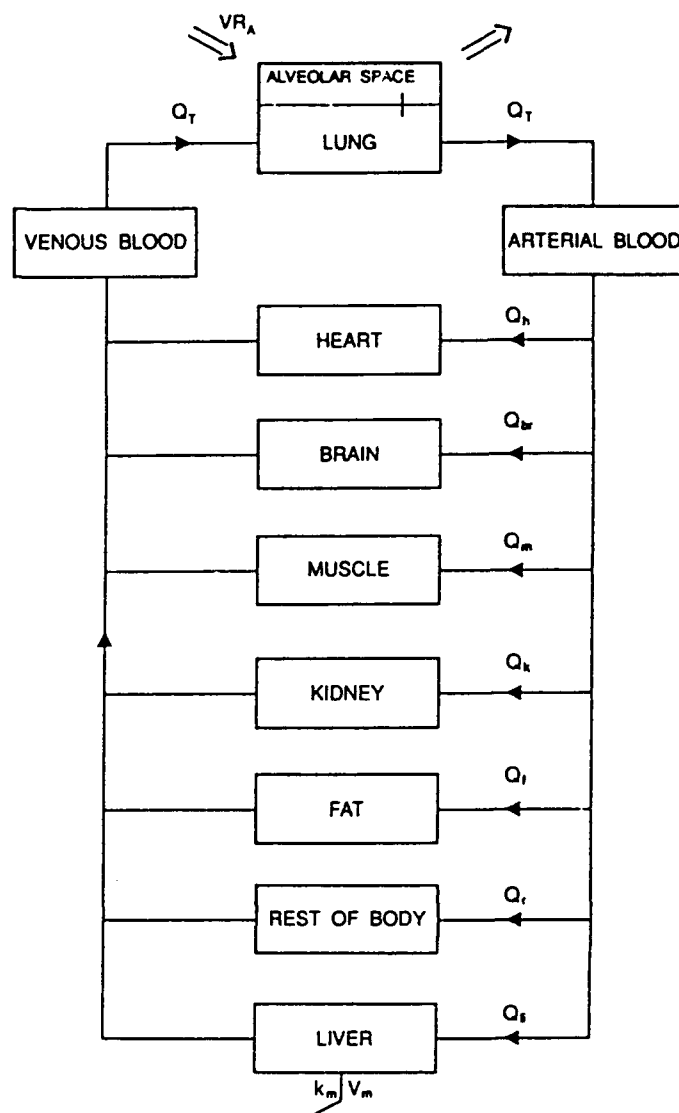 VR_A
ALVEOLAR SPACE
Q_T
LUNG
Q_T
VENOUS BLOOD
ARTERIAL BLOOD
Q_h
HEART
Q_br
BRAIN
Q_m
MUSCLE
Q_k
KIDNEY
Q_f
FAT
Q_r
REST OF BODY
Q_s
LIVER
k_m V_m